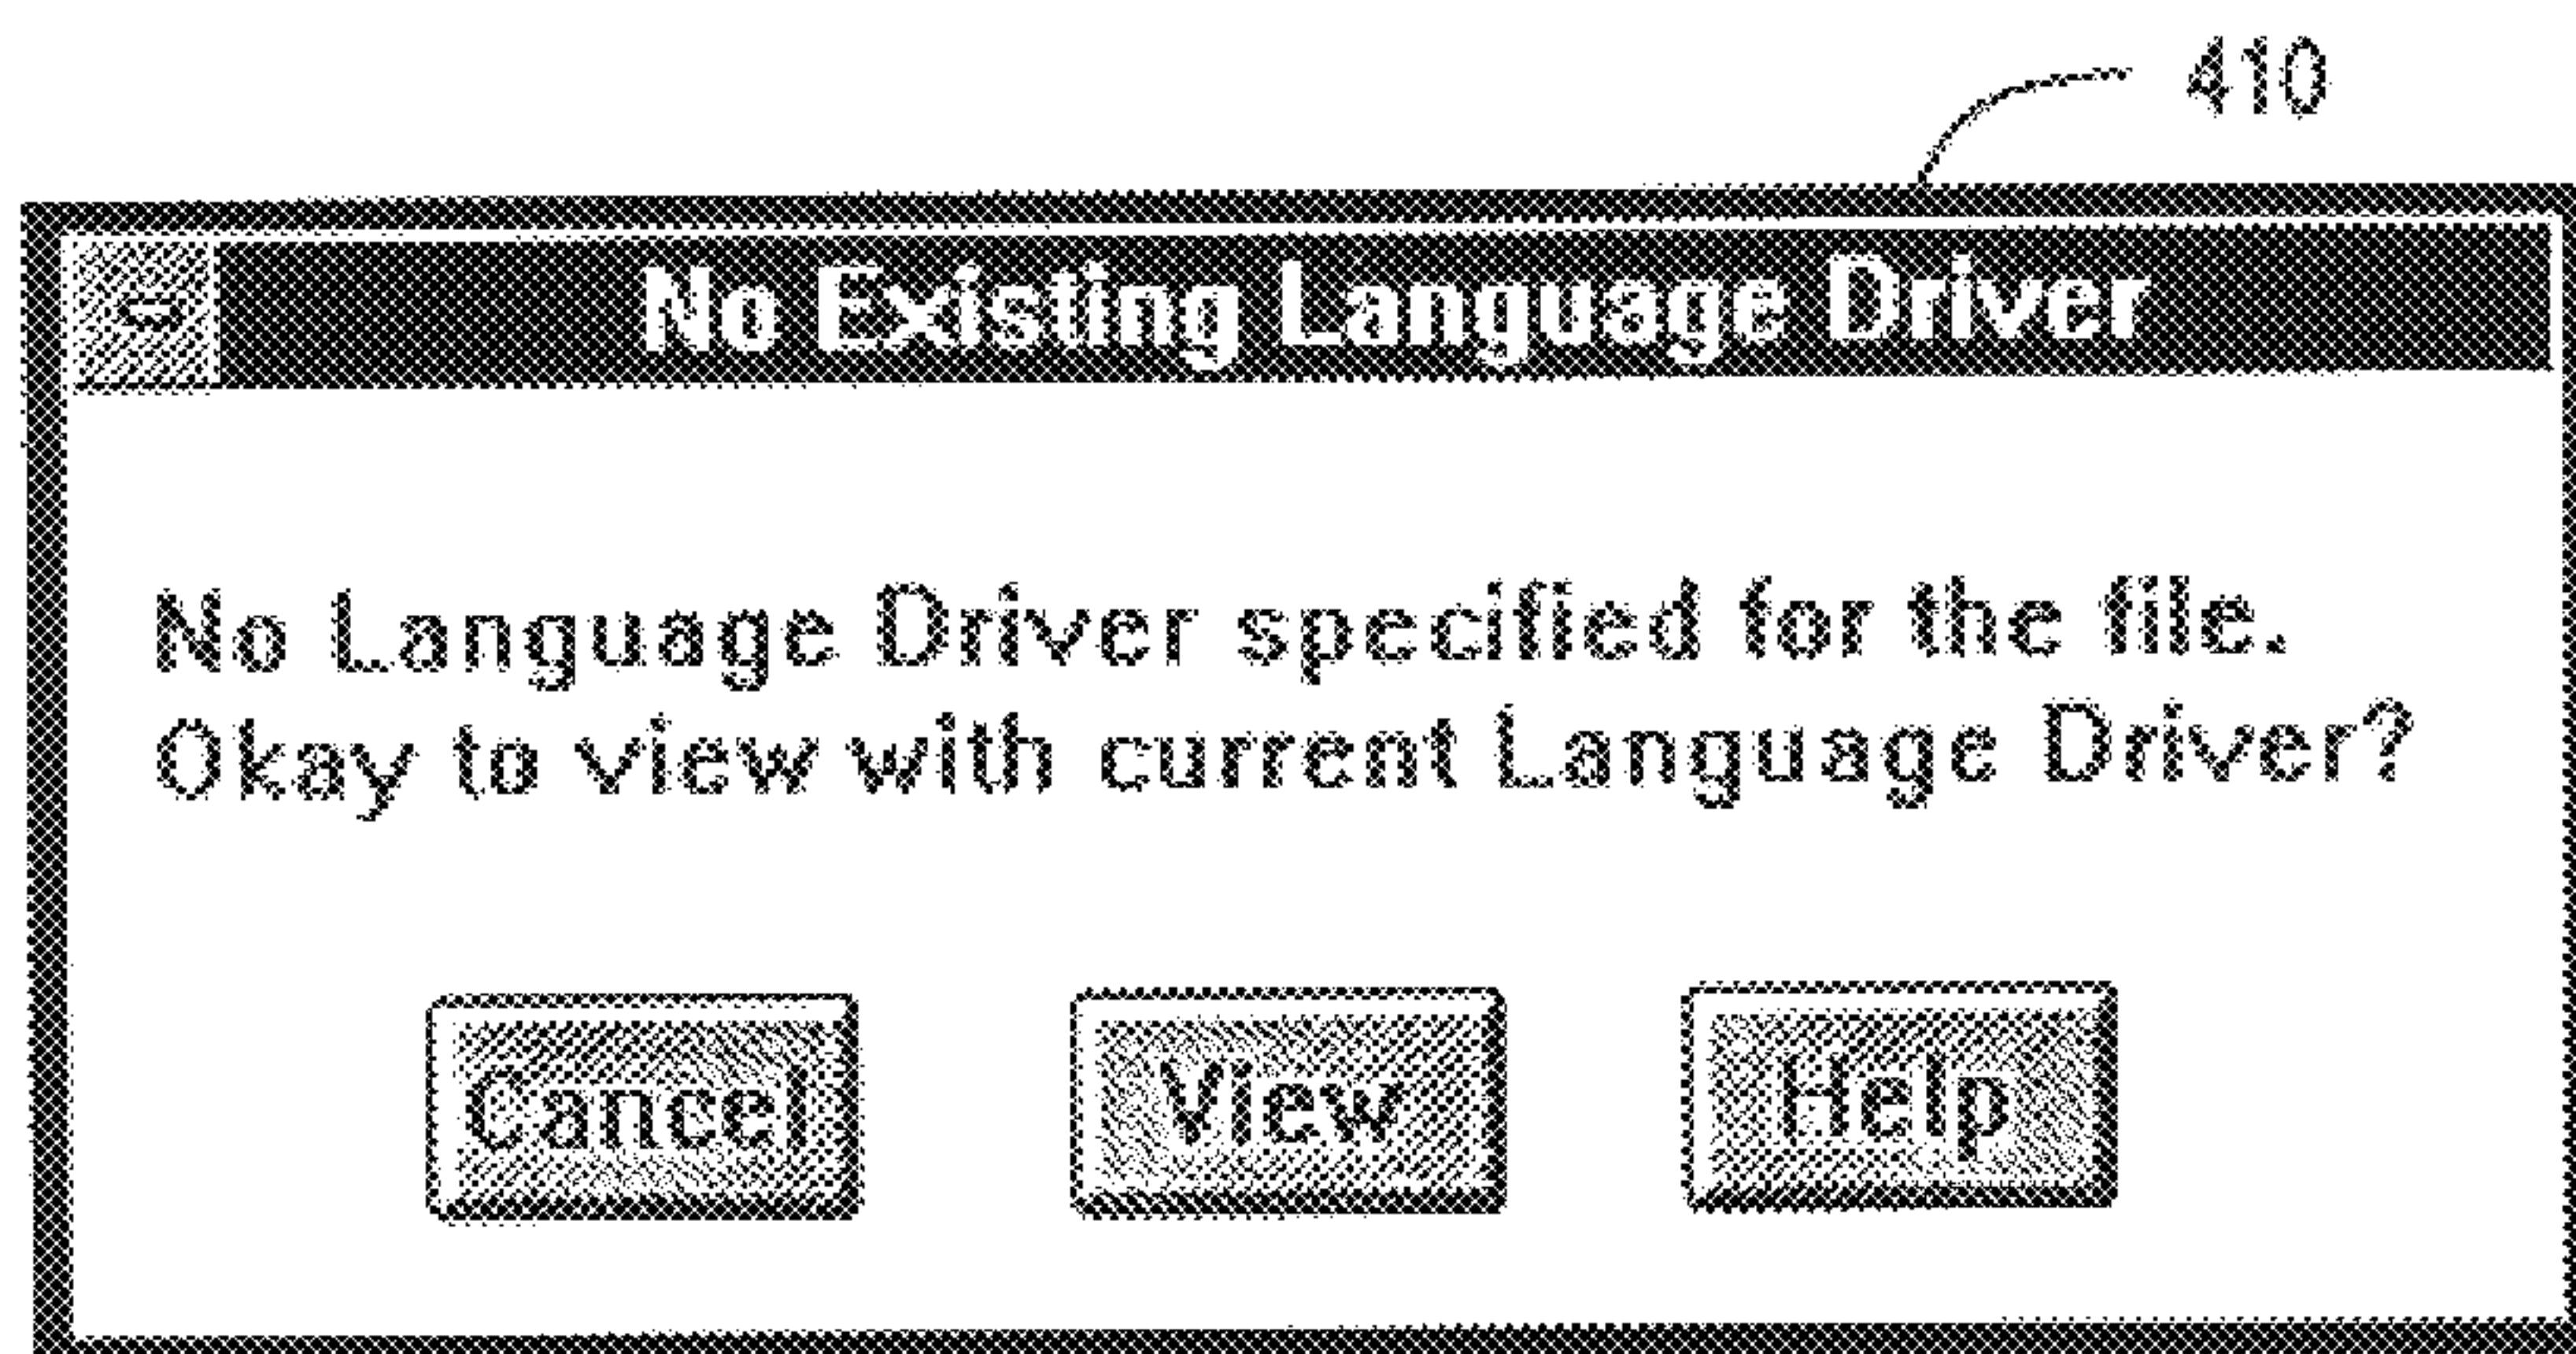 410
No Existing Language Driver
No Language Driver specified for the file.
Okay to view with current Language Driver?
Cancel View Help